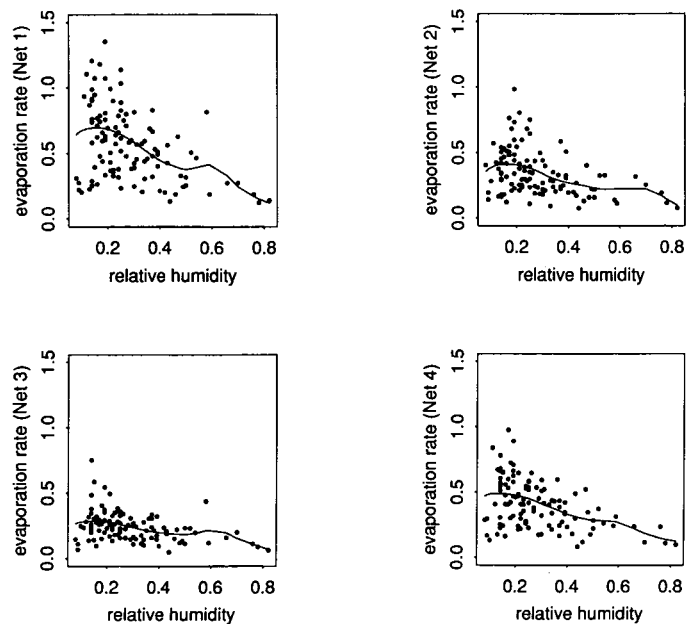 evaporation rate (Net 1)
1.5
1.0
0.5
0.0
0.2 0.4 0.6 0.8
relative humidity
evaporation rate (Net 2)
1.5
1.0
0.5
0.0
0.2 0.4 0.6 0.8
relative humidity
evaporation rate (Net 3)
1.5
1.0
0.5
0.0
0.2 0.4 0.6 0.8
relative humidity
evaporation rate (Net 4)
1.5
1.0
0.5
0.0
0.2 0.4 0.6 0.8
relative humidity